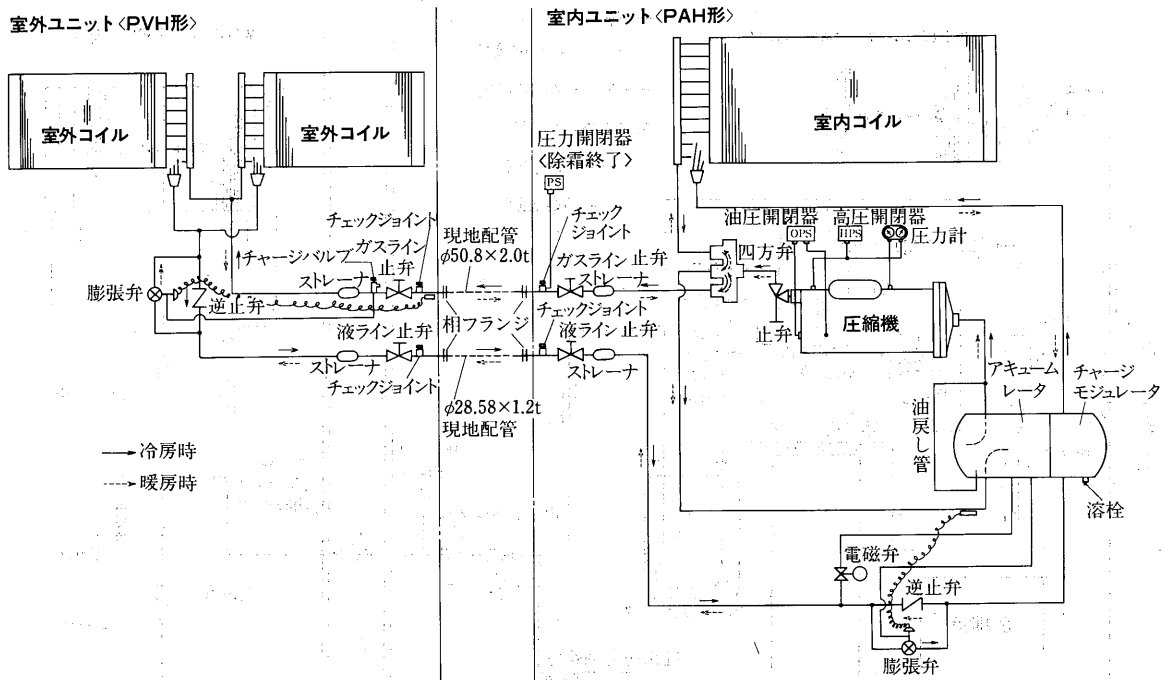 室外ユニット〈PVH形〉
室内ユニット〈PAH形〉
室外コイル
室外コイル
室内コイル
圧力開閉器
〈除霜終了〉
PS
チェックジョイント
チャージバルブ
ガスライン
止弁
ストレーナ
膨張弁
逆止弁
現地配管
φ50.8×2.0t
チェック
ジョイント
ガスライン 止弁
ストレーナ
油圧開閉器
OPS
高圧開閉器
HPS
圧力計
四方弁
止弁
圧縮機
相フランジ
液ライン 止弁
ストレーナ
チェックジョイント
チェックジョイント
液ライン 止弁
ストレーナ
φ28.58×1.2t
現地配管
アキューム
レータ
チャージ
モジュレータ
油戻し管
溶栓
冷房時
暖房時
電磁弁
逆止弁
膨張弁